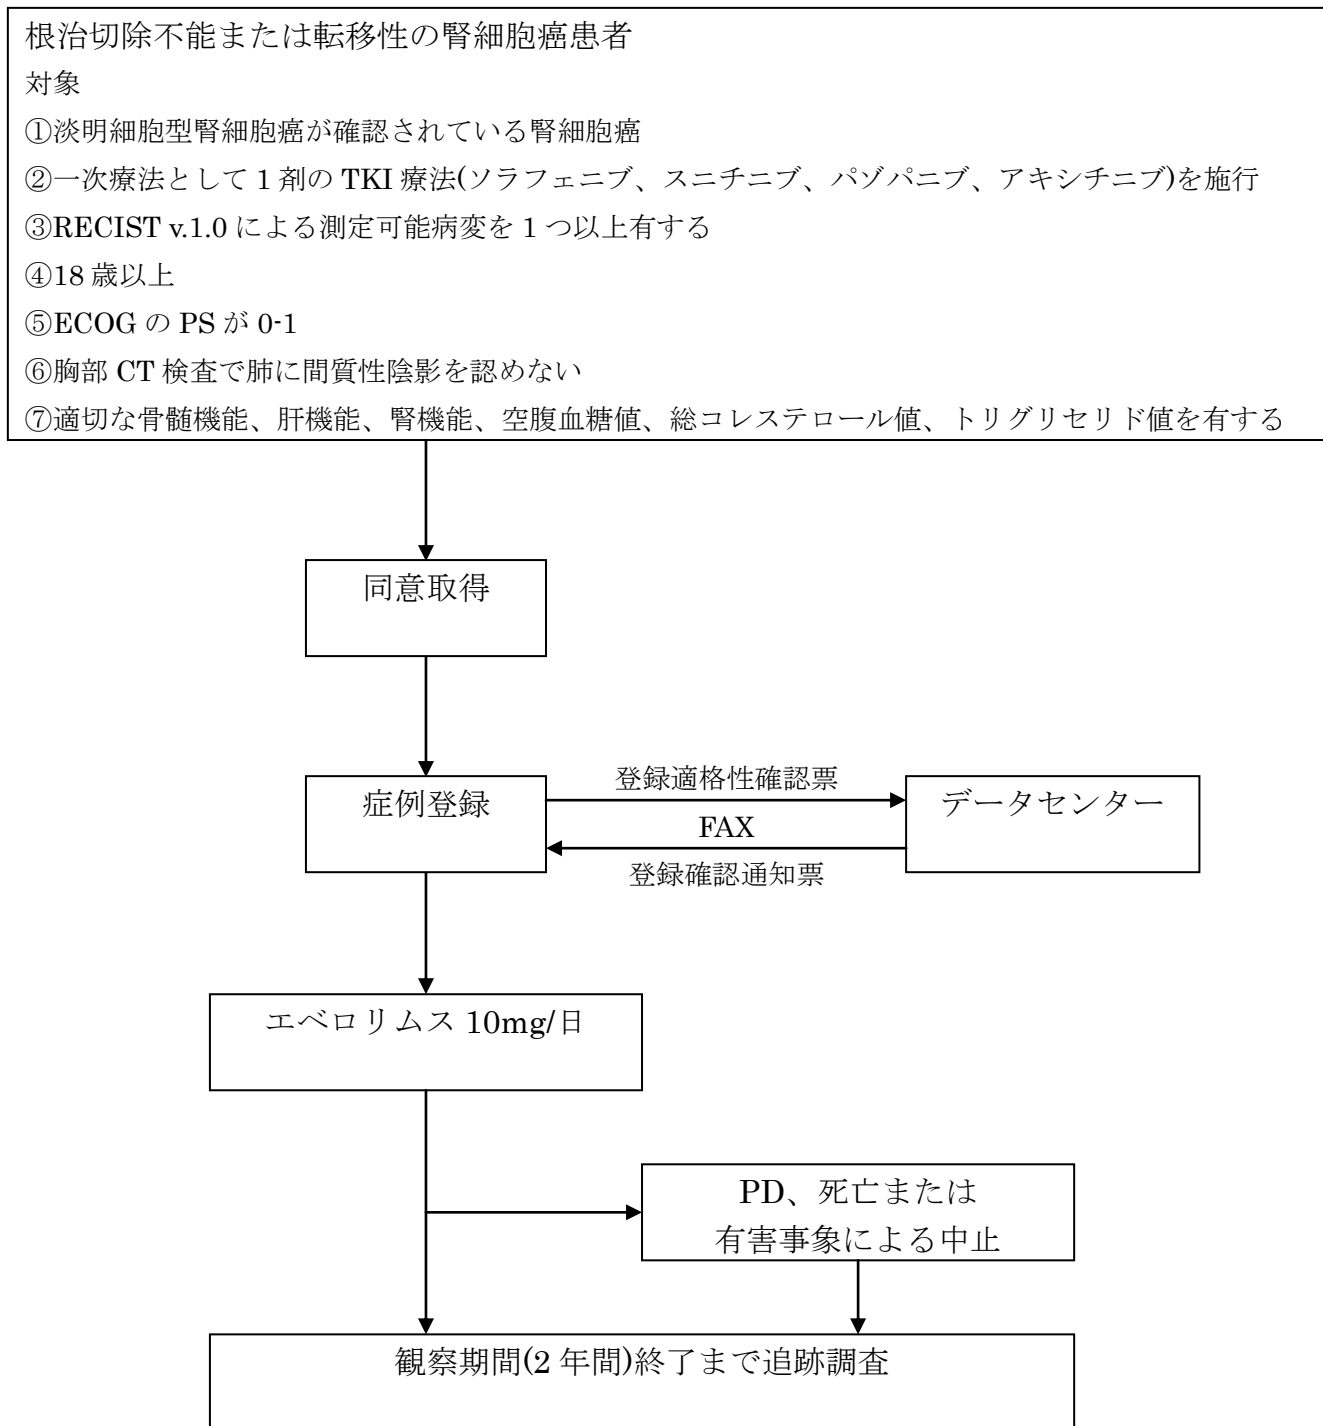 根治切除不能または転移性の腎細胞癌患者
対象
①淡明細胞型腎細胞癌が確認されている腎細胞癌
②一次療法として 1 剤の TKI 療法(ソラフェニブ、スニチニブ、パゾパニブ、アキシチニブ)を施行
③RECIST v.1.0 による測定可能病変を 1 つ以上有する
④18 歳以上
⑤ECOG の PS が 0-1
⑥胸部 CT 検査で肺に間質性陰影を認めない
⑦適切な骨髄機能、肝機能、腎機能、空腹血糖値、総コレステロール値、トリグリセリド値を有する
同意取得
症例登録
登録適格性確認票
FAX
登録確認通知票
データセンター
エベロリムス 10mg/日
PD、死亡または
有害事象による中止
観察期間(2 年間)終了まで追跡調査